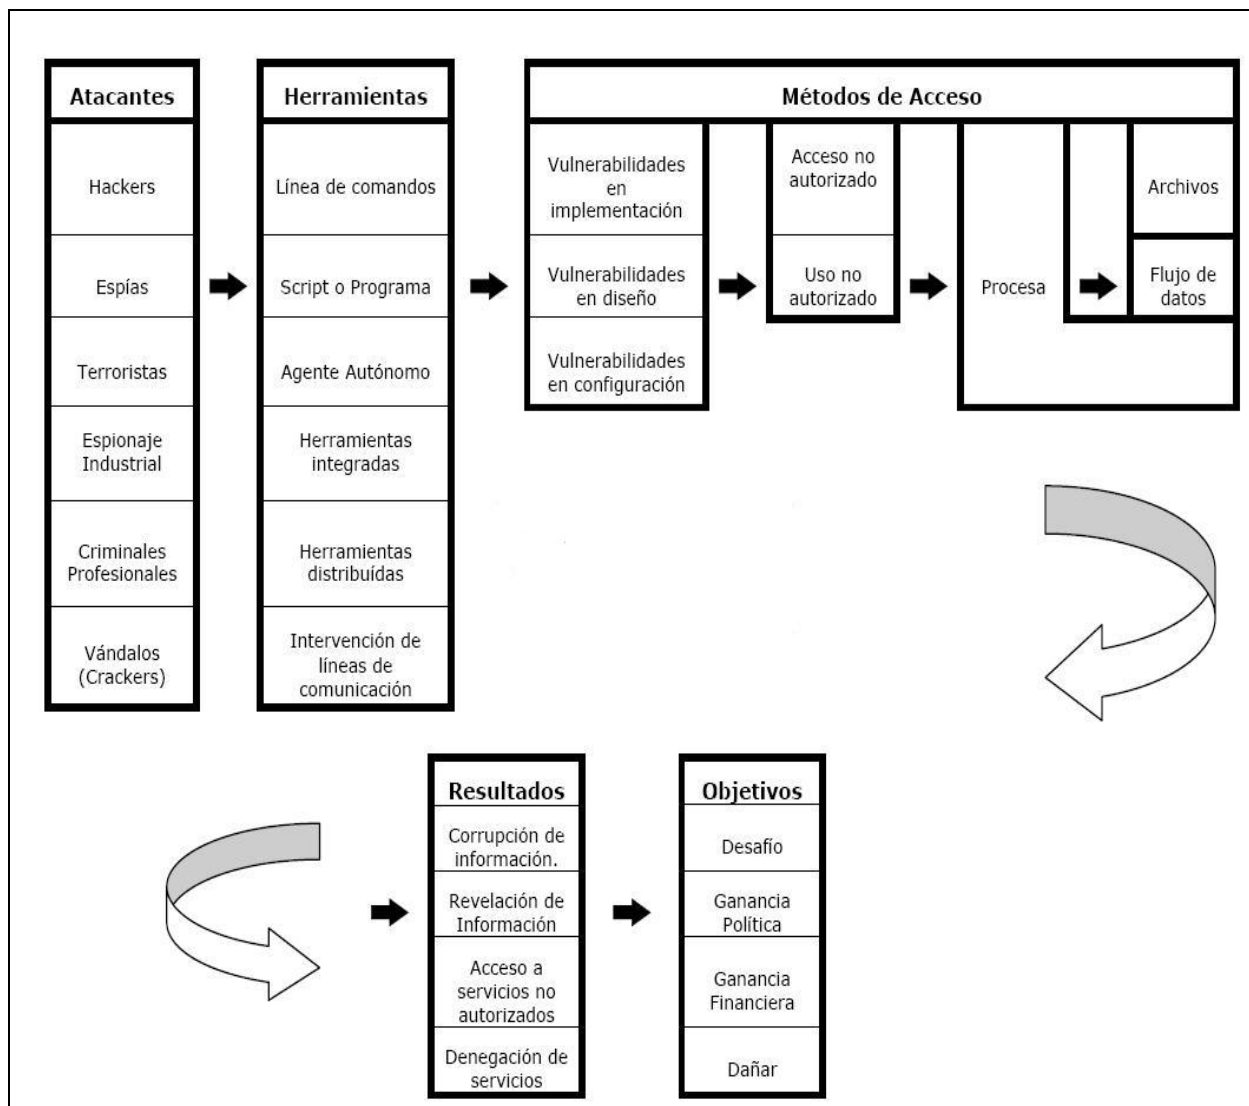 Atacantes
Hackers
Espías
Terroristas
Espionaje
Industrial
Criminales
Profesionales
Vándalos
(Crackers)
Herramientas
Línea de comandos
Script o Programa
Agente Autónomo
Herramientas
integradas
Herramientas
distribuídas
Intervención de
líneas de
comunicación
Métodos de Acceso
Vulnerabilidades
en
implementación
Vulnerabilidades
en diseño
Vulnerabilidades
en configuración
Acceso no
autorizado
Uso no
autorizado
Procesa
Archivos
Flujo de
datos
Resultados
Corrupción de
información.
Revelación de
Información
Acceso a
servicios no
autorizados
Denegación de
servicios
Objetivos
Desafío
Ganancia
Política
Ganancia
Financiera
Dañar